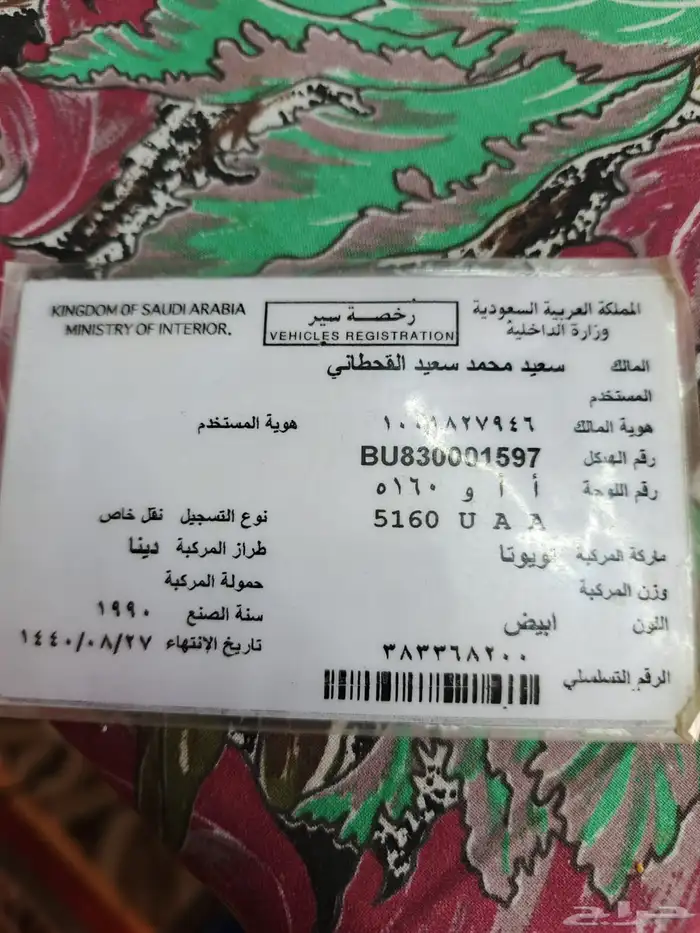 المملكة العربية السعودية
وزارة الداخلية
رخصة سير
VEHICLES REGISTRATION
KINGDOM OF SAUDI ARABIA
MINISTRY OF INTERIOR.
المالك سعيد محمد سعيد القحطاني
المستخدم
هوية المالك هوية المستخدم
رقم الهيكل BU830001597
رقم اللوحة أ أ و ٥١٦٠
5160 U A A نوع التسجيل نقل خاص
ماركة المركبة تويوتا طراز المركبة دينا
وزن المركبة حمولة المركبة
اللون ابيض سنة الصنع ١٩٩٠
٣٨٣٣٦٨٢٠٠ تاريخ الإنتهاء ١٤٤٠/٠٨/٢٧
الرقم التسلسلي
حراج